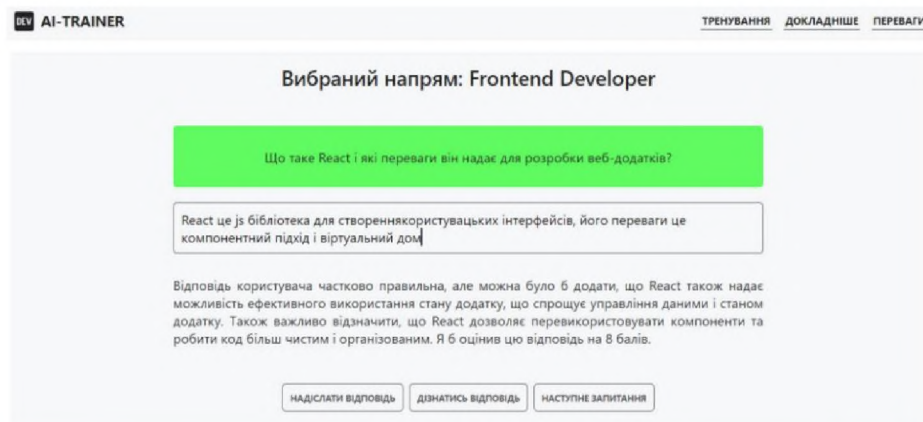 DEV AI-TRAINER
ТРЕНУВАННЯ ДОКЛАДНІШЕ ПЕРЕВАГИ
Вибраний напрям: Frontend Developer
Що таке React і які переваги він надає для розробки веб-додатків?
React це js бібліотека для створеннякористувацьких інтерфейсів, його переваги це
компонентний підхід і віртуальний дом
Відповідь користувача частково правильна, але можна було б додати, що React також надає
можливість ефективного використання стану додатку, що спрощує управління даними і станом
додатку. Також важливо відзначити, що React дозволяє перевикористовувати компоненти та
робити код більш чистим і організованим. Я б оцінив цю відповідь на 8 балів.
НАДІСЛАТИ ВІДПОВІДЬ ДІЗНАТИСЬ ВІДПОВІДЬ НАСТУПНЕ ЗАПИТАННЯ